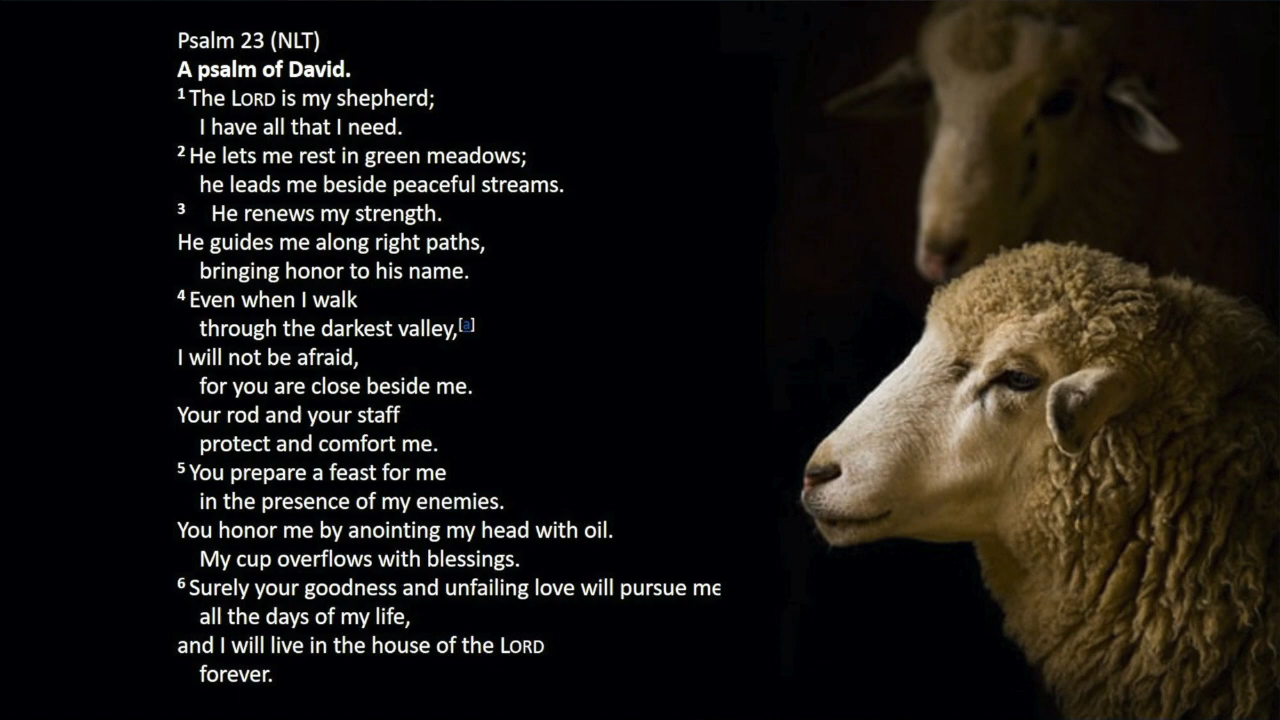 Psalm 23 (NLT)
A psalm of David.
1 The LORD is my shepherd;
I have all that I need.
2 He lets me rest in green meadows;
he leads me beside peaceful streams.
3 He renews my strength.
He guides me along right paths,
bringing honor to his name.
4 Even when I walk
through the darkest valley,[a]
I will not be afraid,
for you are close beside me.
Your rod and your staff
protect and comfort me.
5 You prepare a feast for me
in the presence of my enemies.
You honor me by anointing my head with oil.
My cup overflows with blessings.
6 Surely your goodness and unfailing love will pursue me
all the days of my life,
and I will live in the house of the LORD
forever.